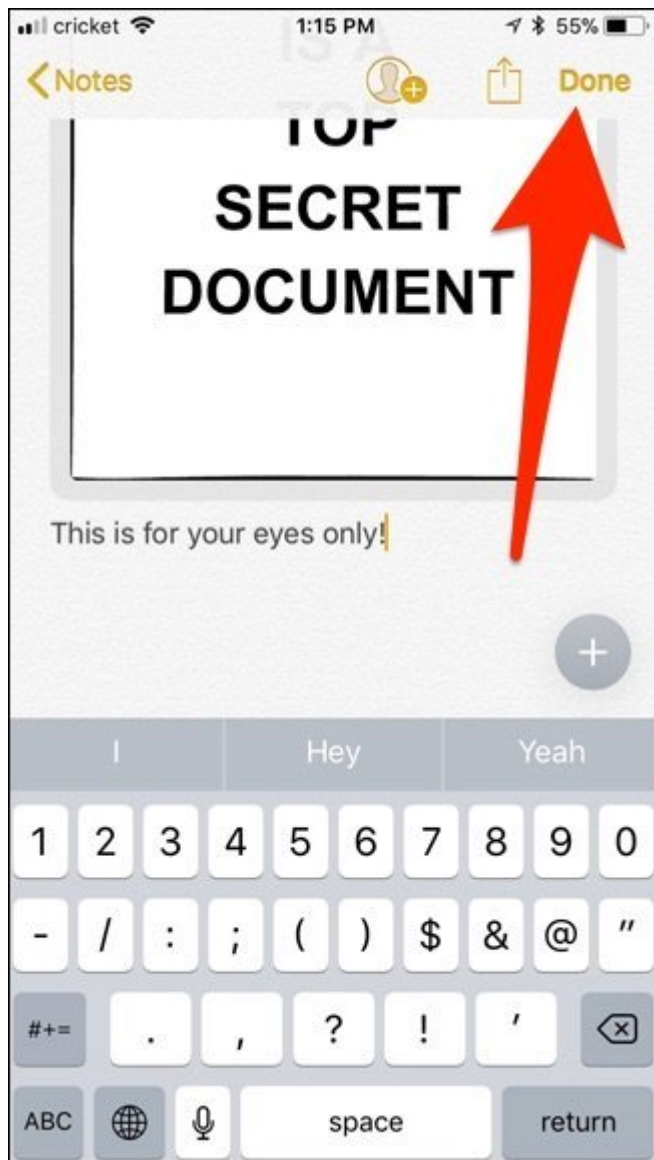 cricket 1:15 PM 55%
IS A
Notes Done
TOP
SECRET
DOCUMENT
This is for your eyes only!
I Hey Yeah
1 2 3 4 5 6 7 8 9 0
- / : ; ( ) $ & @ "
#+= . , ? ! '
ABC space return